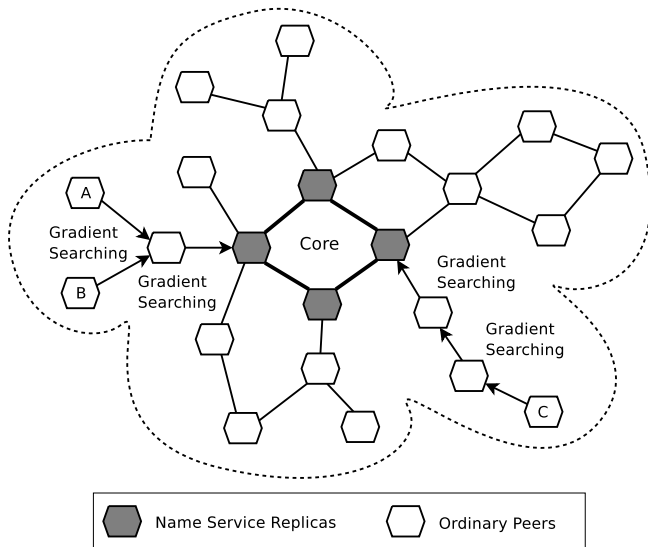 A
Gradient
Searching
B
Gradient
Searching
Core
Gradient
Searching
Gradient
Searching
C
Name Service Replicas
Ordinary Peers